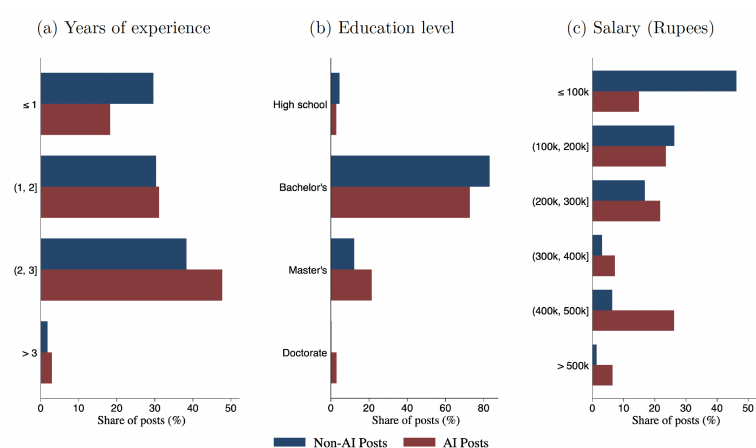 (a) Years of experience
≤ 1
(1, 2]
(2, 3]
> 3
0 10 20 30 40 50
Share of posts (%)
(b) Education level
High school
Bachelor's
Master's
Doctorate
0 20 40 60 80
Share of posts (%)
(c) Salary (Rupees)
≤ 100k
(100k, 200k]
(200k, 300k]
(300k, 400k]
(400k, 500k]
> 500k
0 10 20 30 40 50
Share of posts (%)
Non-AI Posts AI Posts